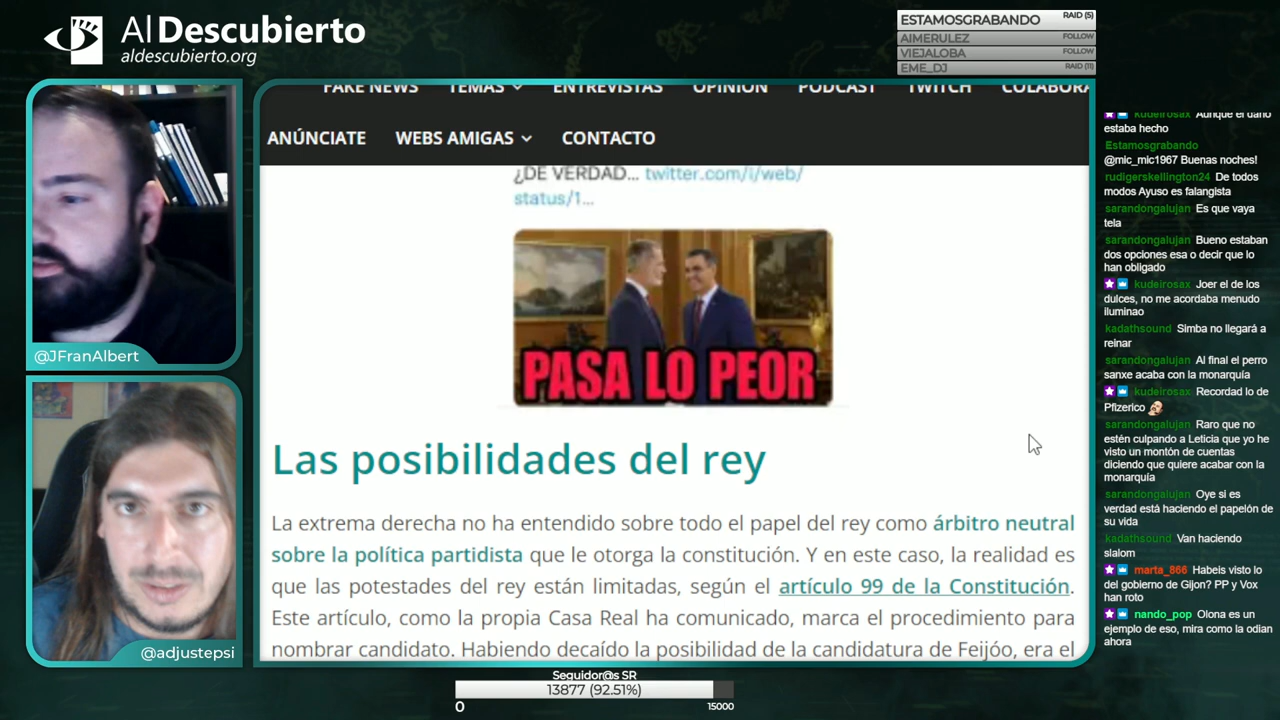 Al Descubierto
aldescubierto.org
ESTAMOSGRABANDO RAID (5)
AIMERULEZ FOLLOW
VIEJALOBA FOLLOW
EME_DJ RAID (11)
FAKE NEWS TEMAS ENTREVISTAS OPINIÓN PODCAST TWITCH COLABORA
ANÚNCIATE WEBS AMIGAS CONTACTO
¿DE VERDAD... twitter.com/i/web/
status/1...
PASA LO PEOR
Las posibilidades del rey
La extrema derecha no ha entendido sobre todo el papel del rey como árbitro neutral
sobre la política partidista que le otorga la constitución. Y en este caso, la realidad es
que las potestades del rey están limitadas, según el artículo 99 de la Constitución.
Este artículo, como la propia Casa Real ha comunicado, marca el procedimiento para
nombrar candidato. Habiendo decaído la posibilidad de la candidatura de Feijóo, era el
@JFranAlbert
@adjustepsi
kudeirosax Aunque el daño
estaba hecho
Estamosgrabando
@mic_mic1967 Buenas noches!
rudigerskellington24 De todos
modos Ayuso es falangista
sarandongalujan Es que vaya
tela
sarandongalujan Bueno estaban
dos opciones esa o decir que lo
han obligado
kudeirosax Joer el de los
dulces, no me acordaba menudo
iluminao
kadathsound Simba no llegará a
reinar
sarandongalujan Al final el perro
sanxe acaba con la monarquía
kudeirosax Recordad lo de
Pfizerico
sarandongalujan Raro que no
estén culpando a Leticia que yo he
visto un montón de cuentas
diciendo que quiere acabar con la
monarquía
sarandongalujan Oye si es
verdad está haciendo el papelón de
su vida
kadathsound Van haciendo
slalom
marta_866 Habeis visto lo
del gobierno de Gijon? PP y Vox
han roto
nando_pop Olona es un
ejemplo de eso, mira como la odian
ahora
Seguidor@s SR
13877 (92.51%)
0 15000